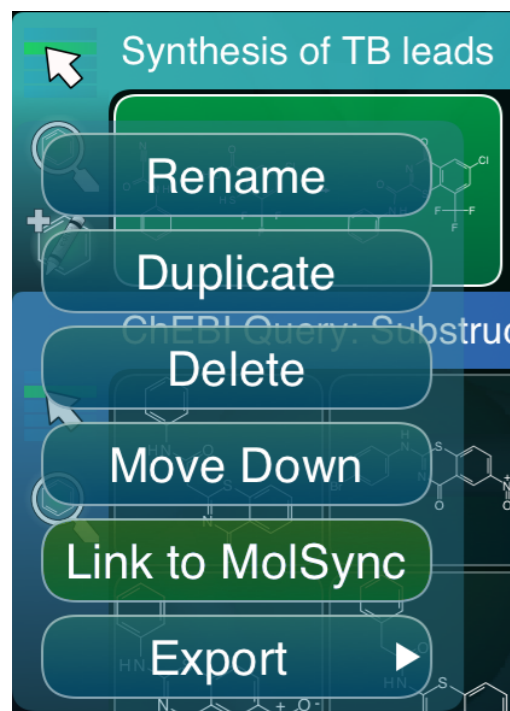 Synthesis of TB leads
Rename
Duplicate
ChEBI Query: Substruc
Delete
Move Down
Link to MolSync
Export